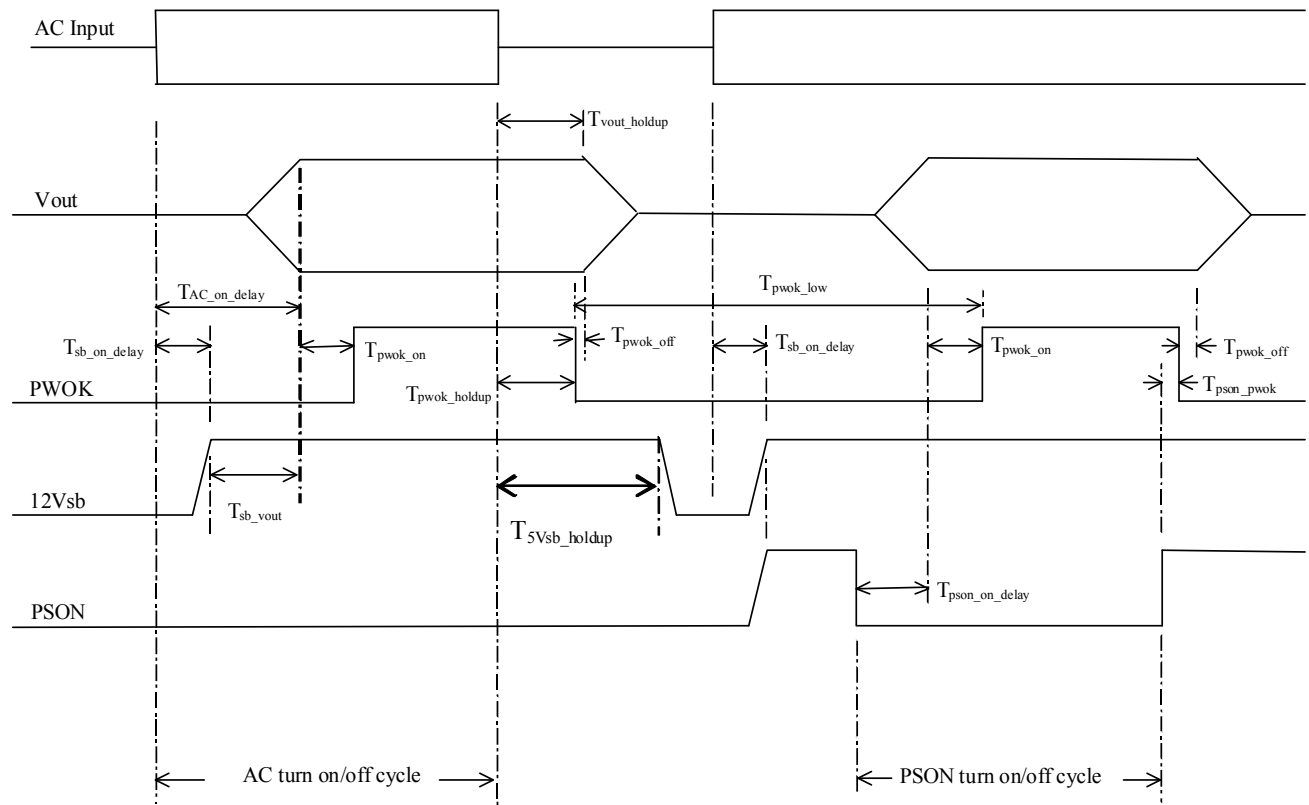 AC Input
Tvout_holdup
Vout
TAC_on_delay
Tpwok_low
Tsb_on_delay
Tpwok_on
Tpwok_off
Tsb_on_delay
Tpwok_on
Tpwok_off
PWOK
Tpwok_holdup
Tpson_pwok
12Vsb
Tsb_vout
T5Vsb_holdup
PSON
Tpson_on_delay
AC turn on/off cycle
PSON turn on/off cycle